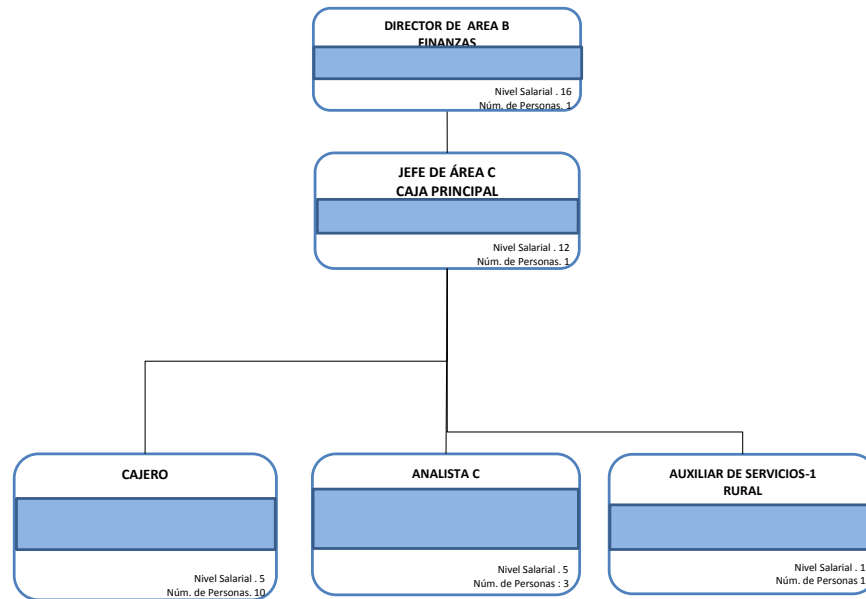 DIRECTOR DE AREA B
FINANZAS
Nivel Salarial . 16
Núm. de Personas. 1
JEFE DE ÁREA C
CAJA PRINCIPAL
Nivel Salarial . 12
Núm. de Personas. 1
CAJERO
Nivel Salarial . 5
Núm. de Personas. 10
ANALISTA C
Nivel Salarial . 5
Núm. de Personas : 3
AUXILIAR DE SERVICIOS-1
RURAL
Nivel Salarial . 1
Núm. de Personas 1